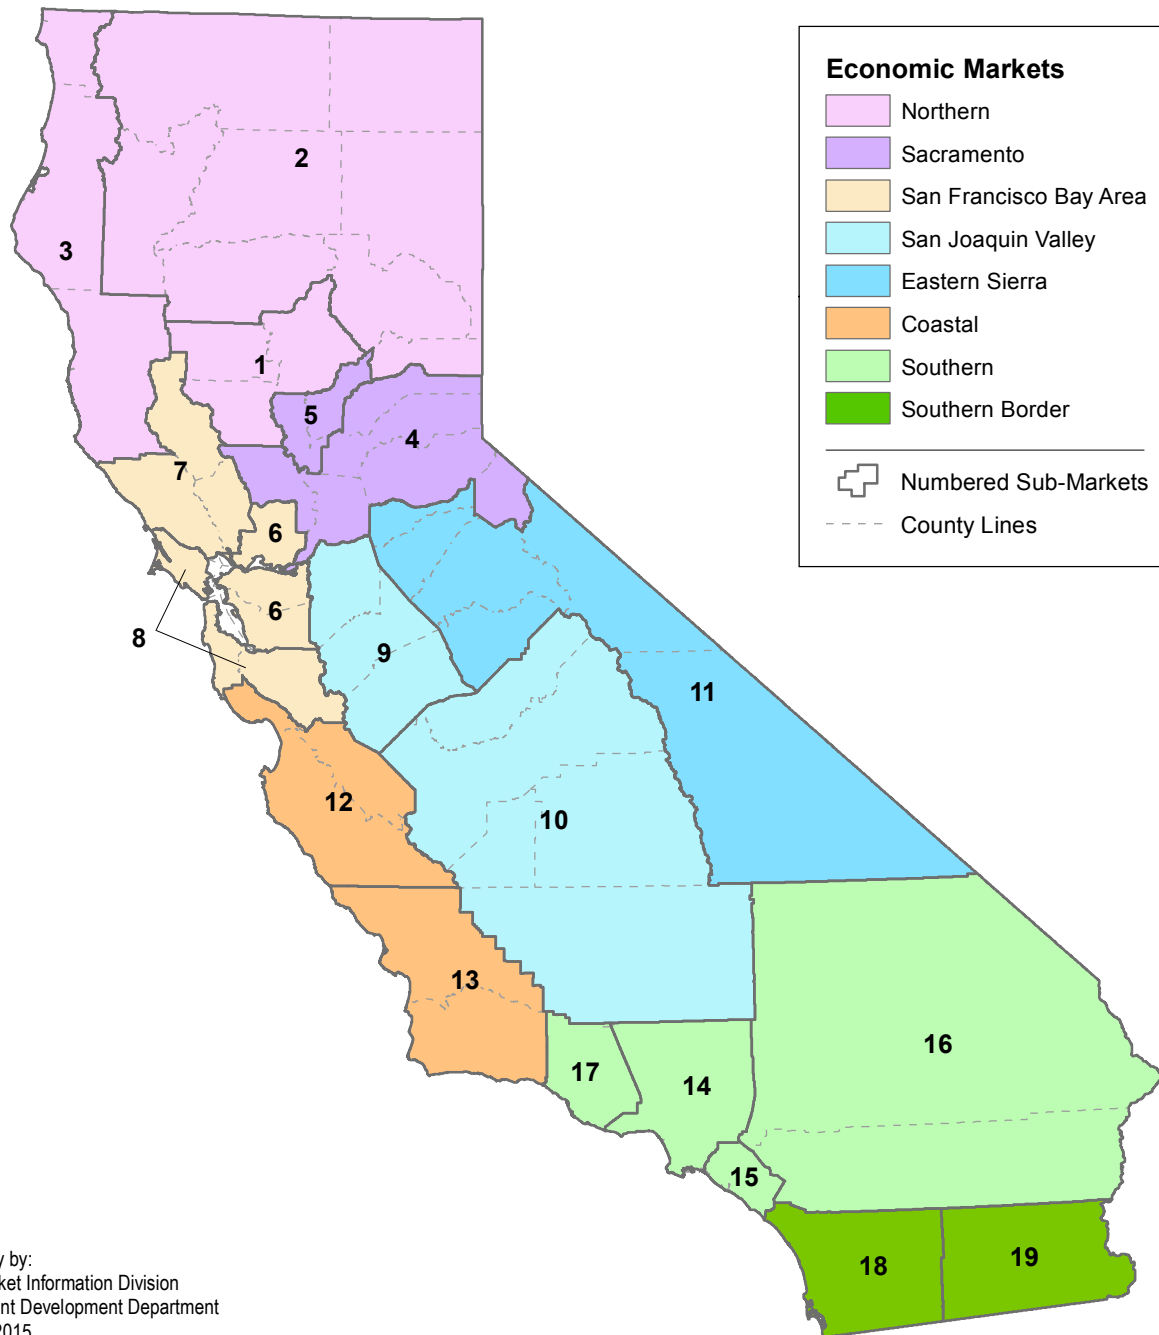 Economic Markets
Northern
Sacramento
San Francisco Bay Area
San Joaquin Valley
Eastern Sierra
Coastal
Southern
Southern Border
Numbered Sub-Markets
County Lines
2
3
1
5
4
7
6
6
8
9
11
12
10
13
16
17
14
15
18
19
y by:
ket Information Division
nt Development Department
2015